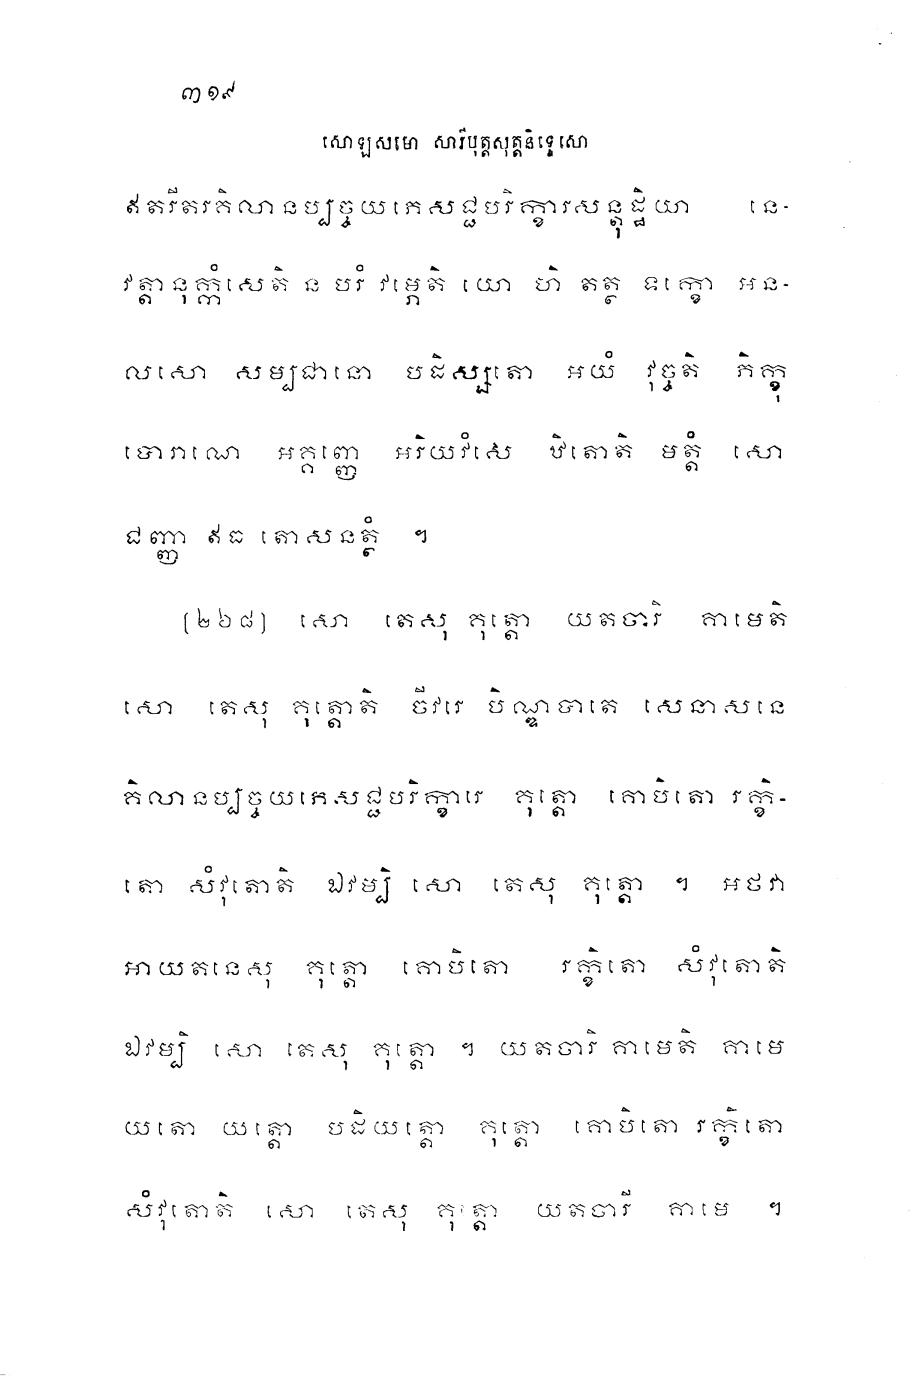 ៣១៩
សោឡសមោ សារីបុត្តសុត្តនិទ្ទេសោ
ឥតរីតរគិលានប្បច្ចយភេសជ្ជបរិក្ខារសន្តុដ្ឋិយា នេ-
វត្តានុក្កំសេតិ ន បរំ វម្ភេតិ យោ ហិ តត្ថ ទក្ខោ អន-
លសោ សម្បជានោ បដិស្សតោ អយំ វុច្ចតិ ភិក្ខុ
បោរាណេ អគ្គញ្ញេ អរិយវំសេ ឋិតោតិ មត្តំ សោ
ជញ្ញា ឥធ តោសនត្ថំ ។
(២៦៨) សោ តេសុ គុត្តោ យតចារិ គាមេតិ
សោ តេសុ គុត្តោតិ ចីវរេ បិណ្ឌបាតេ សេនាសនេ
គិលានប្បច្ចយភេសជ្ជបរិក្ខារេ គុត្តោ គោបិតោ រក្ខិ-
តោ សំវុតោតិ ឯវម្បិ សោ តេសុ គុត្តោ ។ អថវា
អាយតនេសុ គុត្តោ គោបិតោ រក្ខិតោ សំវុតោតិ
ឯវម្បិ សោ តេសុ គុត្តោ ។ យតចារិ គាមេតិ គាមេ
យតោ យត្តោ បដិយត្តោ គុត្តោ គោបិតោ រក្ខិតោ
សំវុតោតិ សោ តេសុ គុត្តោ យតចារី គាមេ ។